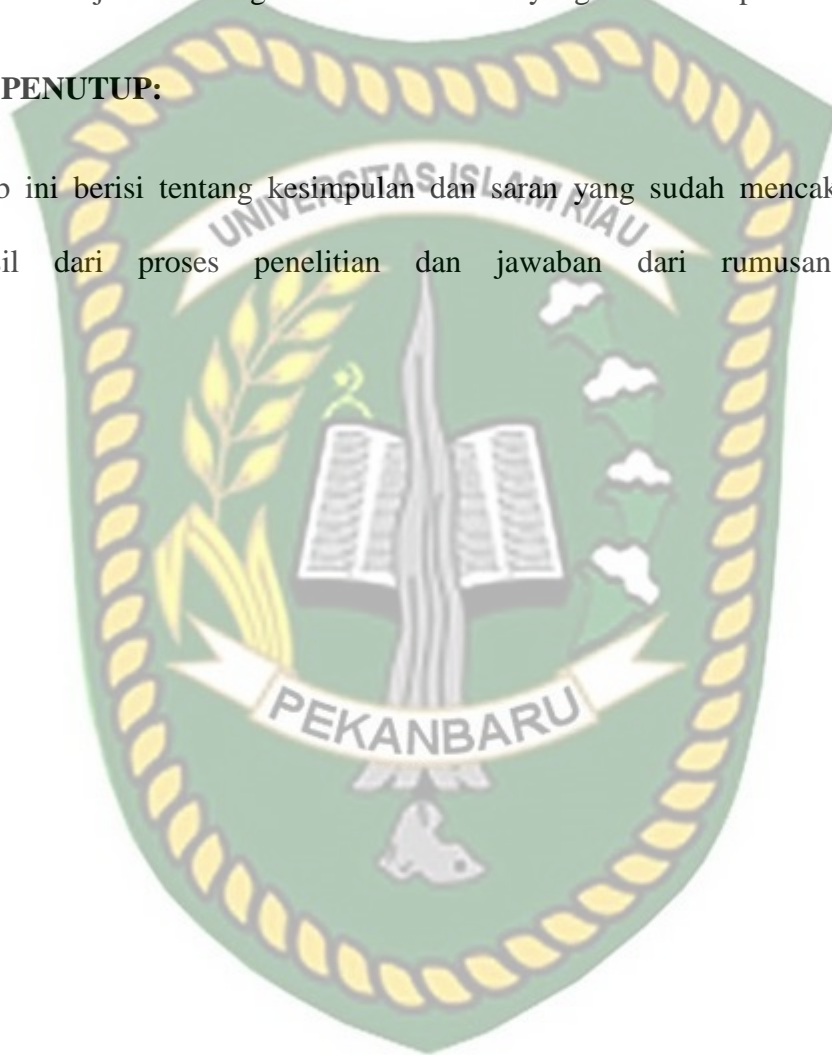 PENUTUP:
ini berisi tentang kesimpulan dan saran yang sudah mencak
dari proses penelitian dan jawaban dari rumusan
UNIVERSITAS ISLAM RIAU
PEKANBARU